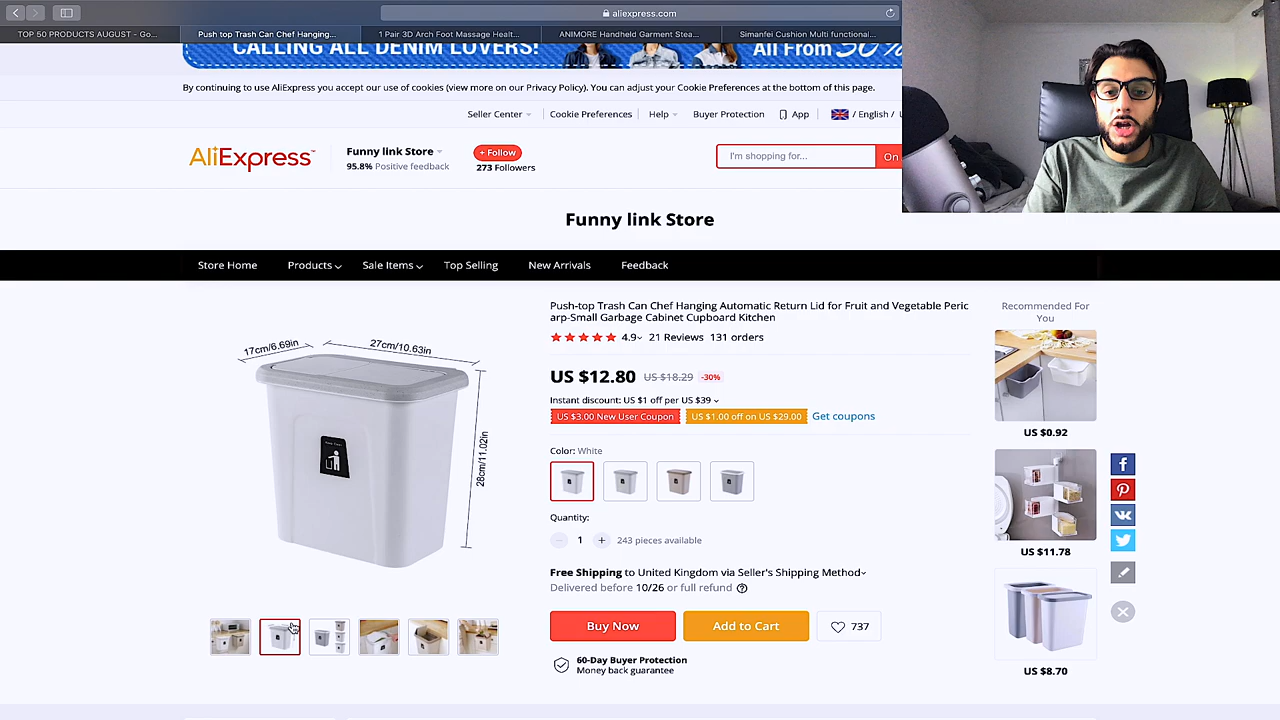 aliexpress.com
TOP 50 PRODUCTS AUGUST - Go...
Push top Trash Can Chef Hanging...
1 Pair 3D Arch Foot Massage Healt...
ANIMORE Handheld Garment Stea...
Simanfei Cushion Multi functional...
CALLING ALL DENIM LOVERS!
All From 50%
By continuing to use AliExpress you accept our use of cookies (view more on our Privacy Policy). You can adjust your Cookie Preferences at the bottom of this page.
Seller Center
Cookie Preferences
Help
Buyer Protection
App
/ English /
AliExpress
Funny link Store
95.8% Positive feedback
+ Follow
273 Followers
I'm shopping for...
On
Funny link Store
Store Home
Products
Sale Items
Top Selling
New Arrivals
Feedback
17cm/6.69in
27cm/10.63in
28cm/11.02in
Push-top Trash Can Chef Hanging Automatic Return Lid for Fruit and Vegetable Peric
arp-Small Garbage Cabinet Cupboard Kitchen
4.9
21 Reviews
131 orders
US $12.80
US $18.29
-30%
Instant discount: US $1 off per US $39
US $3.00 New User Coupon
US $1.00 off on US $29.00
Get coupons
Color: White
Quantity:
1
+
243 pieces available
Free Shipping to United Kingdom via Seller's Shipping Method
Delivered before 10/26 or full refund
Buy Now
Add to Cart
737
60-Day Buyer Protection
Money back guarantee
Recommended For
You
US $0.92
US $11.78
US $8.70